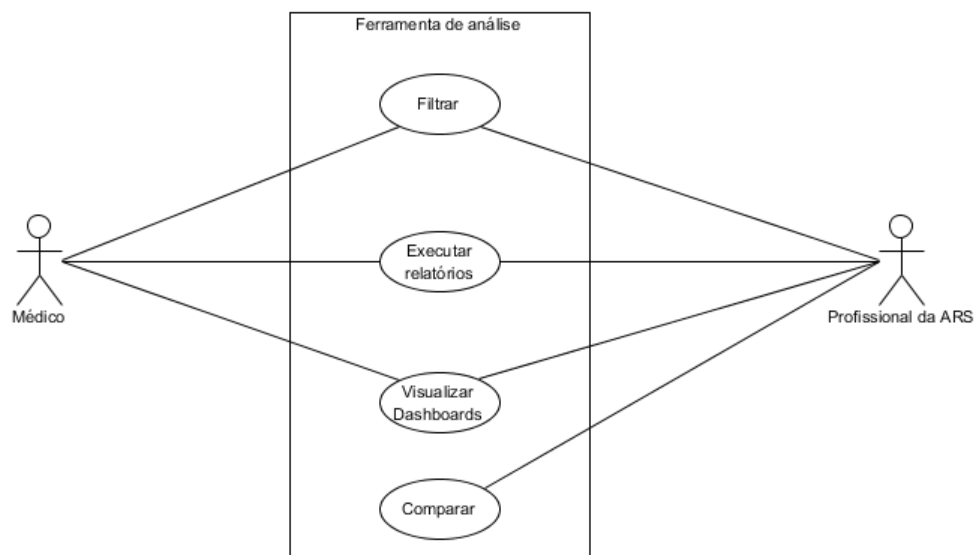 Ferramenta de análise
Filtrar
Executar
relatórios
Médico
Profissional da ARS
Visualizar
Dashboards
Comparar